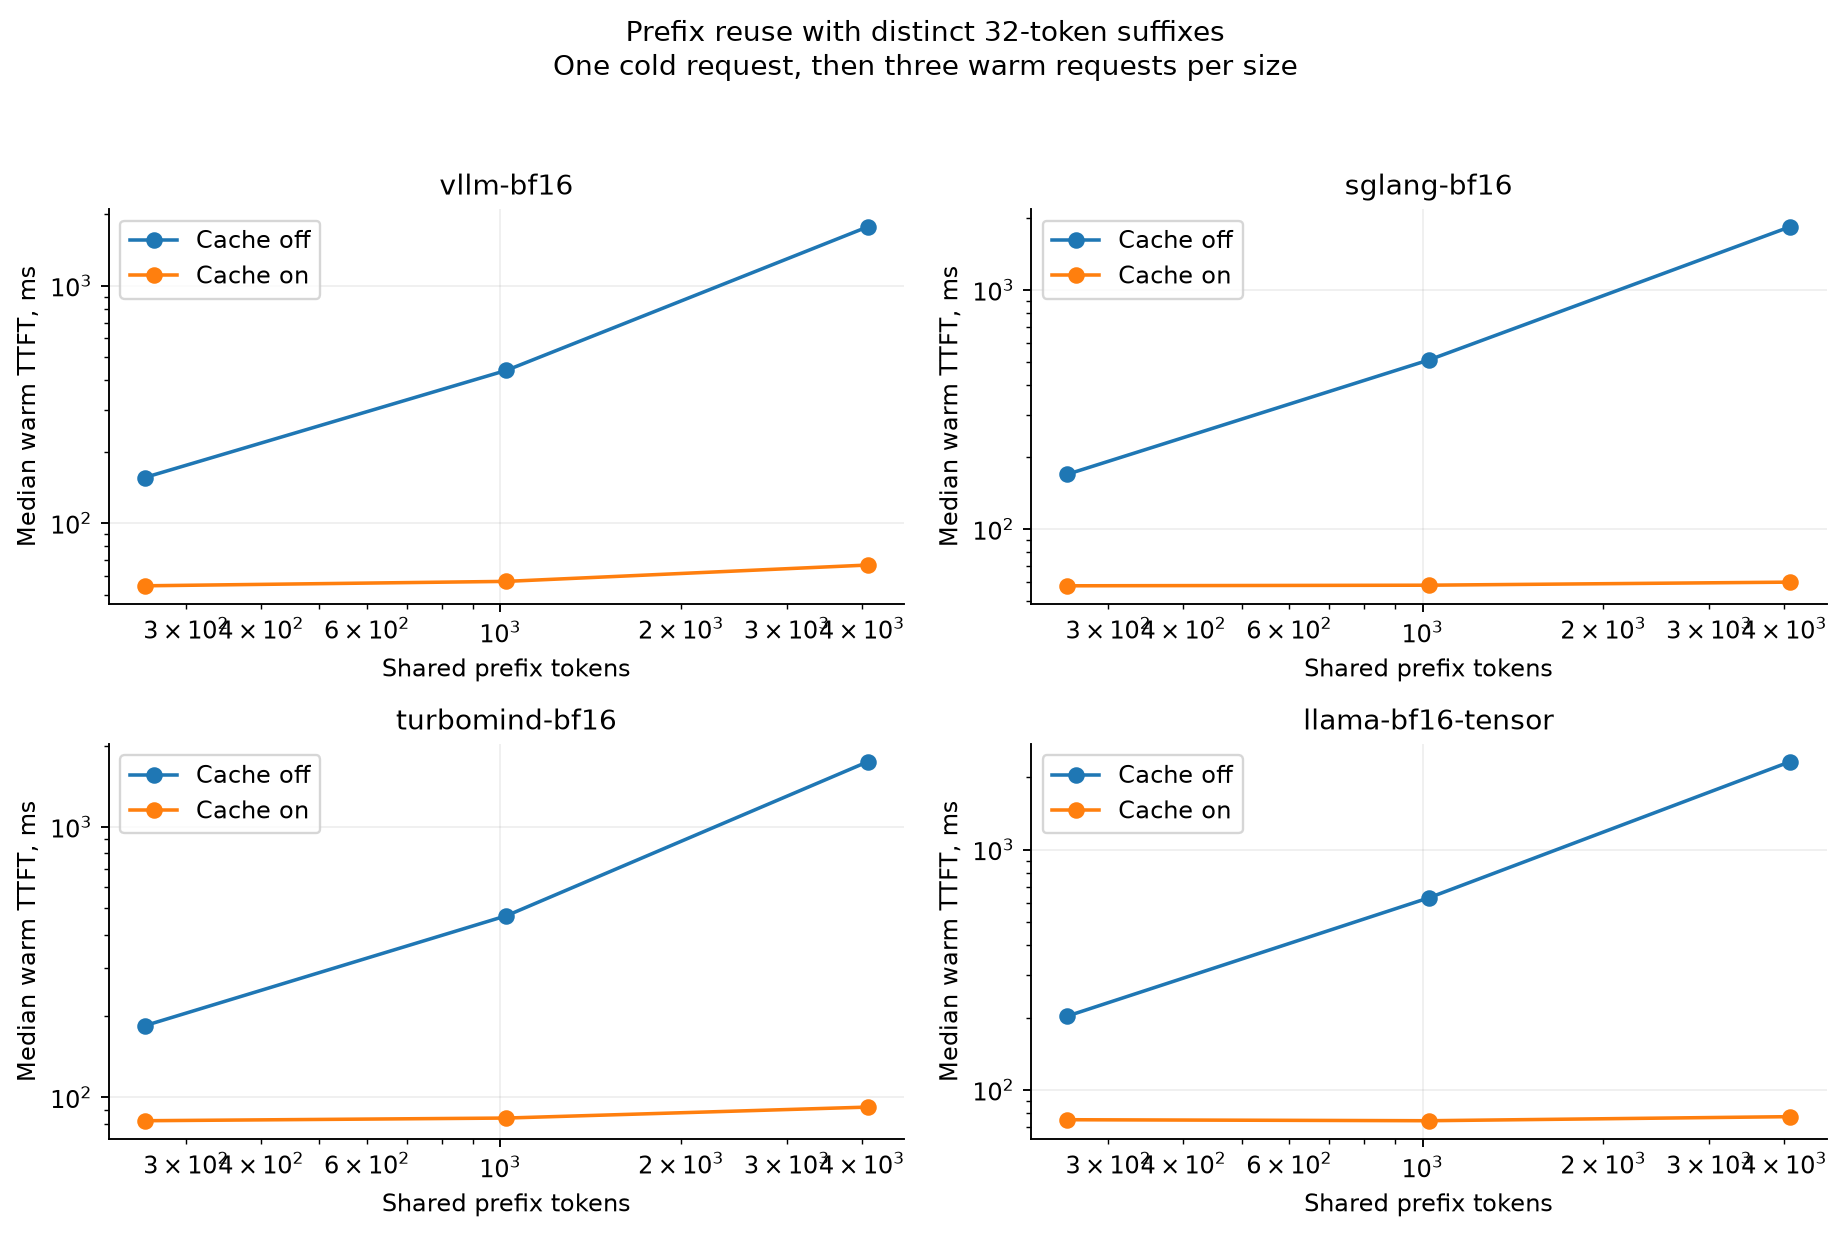 Prefix reuse with distinct 32-token suffixes
One cold request, then three warm requests per size
vllm-bf16
Cache off
Cache on
Median warm TTFT, ms
10³
10²
3 × 10² 4 × 10² 6 × 10² 10³ 2 × 10³ 3 × 10³ 4 × 10³
Shared prefix tokens
sglang-bf16
Cache off
Cache on
Median warm TTFT, ms
10³
10²
3 × 10² 4 × 10² 6 × 10² 10³ 2 × 10³ 3 × 10³ 4 × 10³
Shared prefix tokens
turbomind-bf16
Cache off
Cache on
Median warm TTFT, ms
10³
10²
3 × 10² 4 × 10² 6 × 10² 10³ 2 × 10³ 3 × 10³ 4 × 10³
Shared prefix tokens
llama-bf16-tensor
Cache off
Cache on
Median warm TTFT, ms
10³
10²
3 × 10² 4 × 10² 6 × 10² 10³ 2 × 10³ 3 × 10³ 4 × 10³
Shared prefix tokens